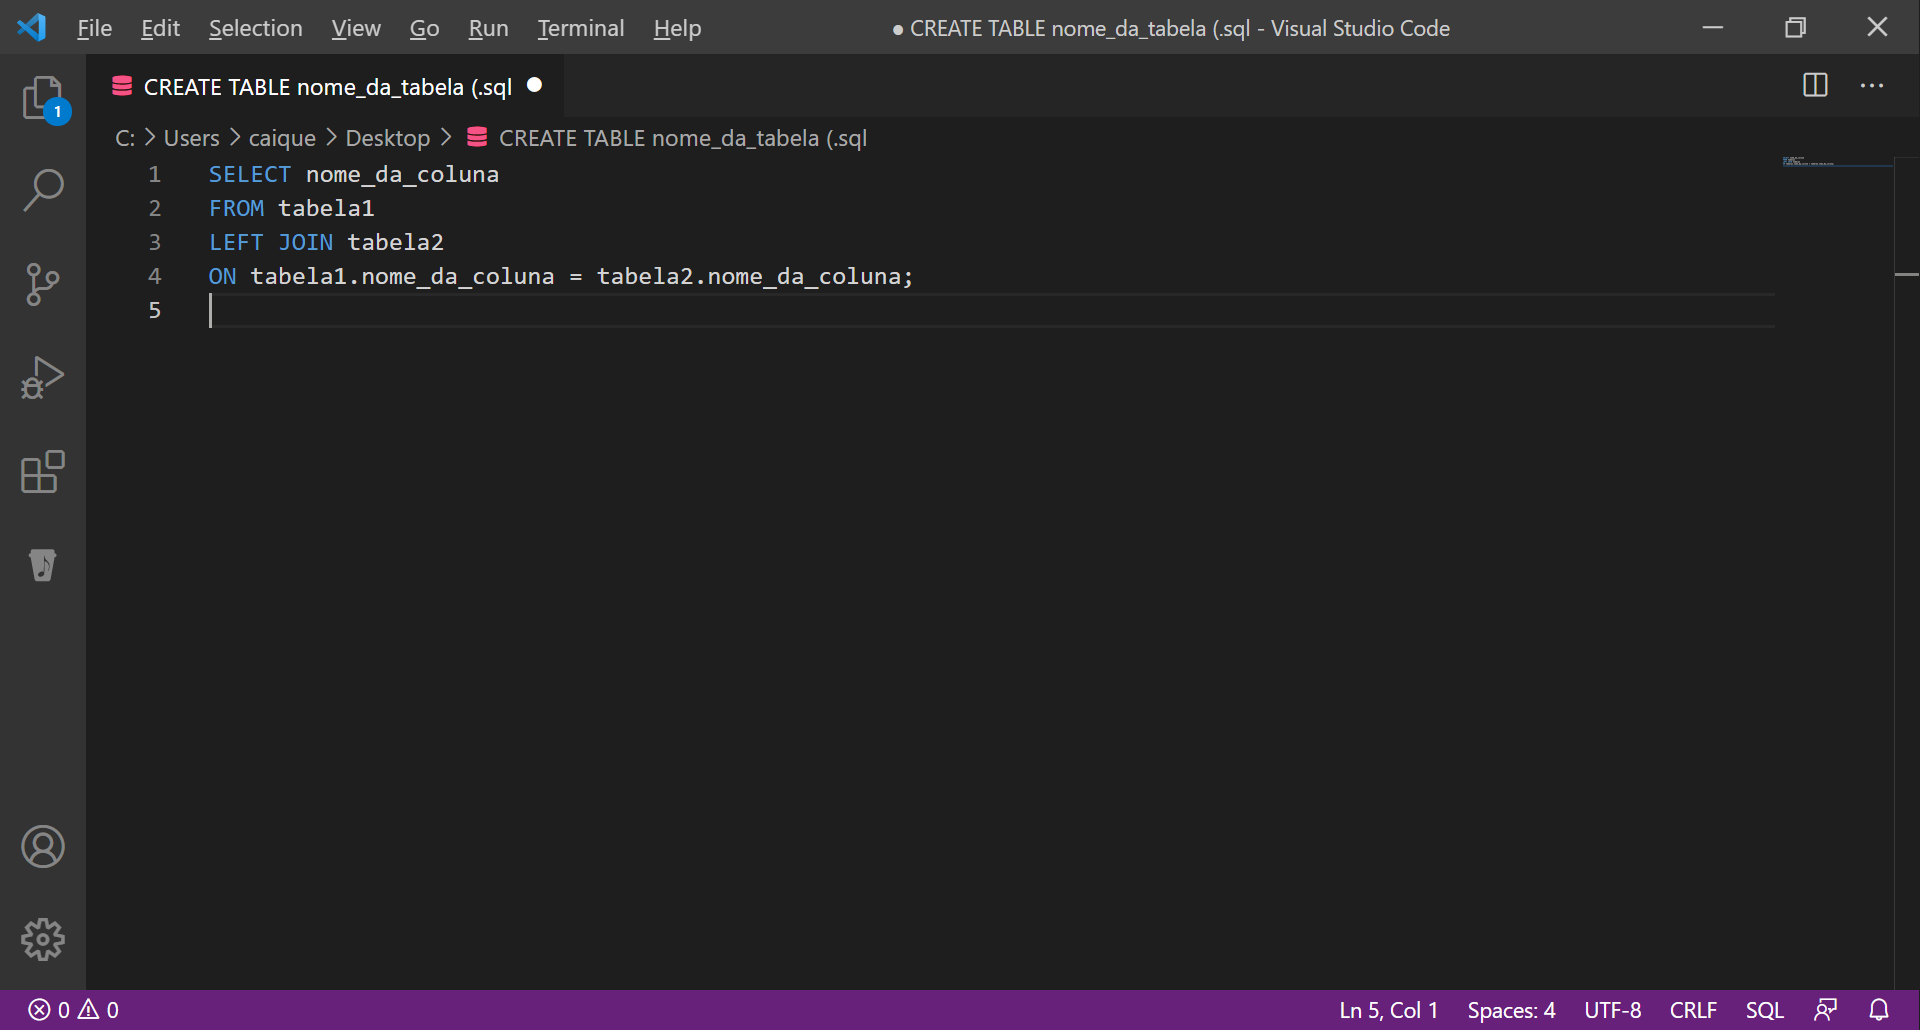 File Edit Selection View Go Run Terminal Help ● CREATE TABLE nome_da_tabela (.sql - Visual Studio Code
CREATE TABLE nome_da_tabela (.sql
1
C: > Users > caique > Desktop > CREATE TABLE nome_da_tabela (.sql
1 SELECT nome_da_coluna
2 FROM tabela1
3 LEFT JOIN tabela2
4 ON tabela1.nome_da_coluna = tabela2.nome_da_coluna;
5
0 0 Ln 5, Col 1 Spaces: 4 UTF-8 CRLF SQL